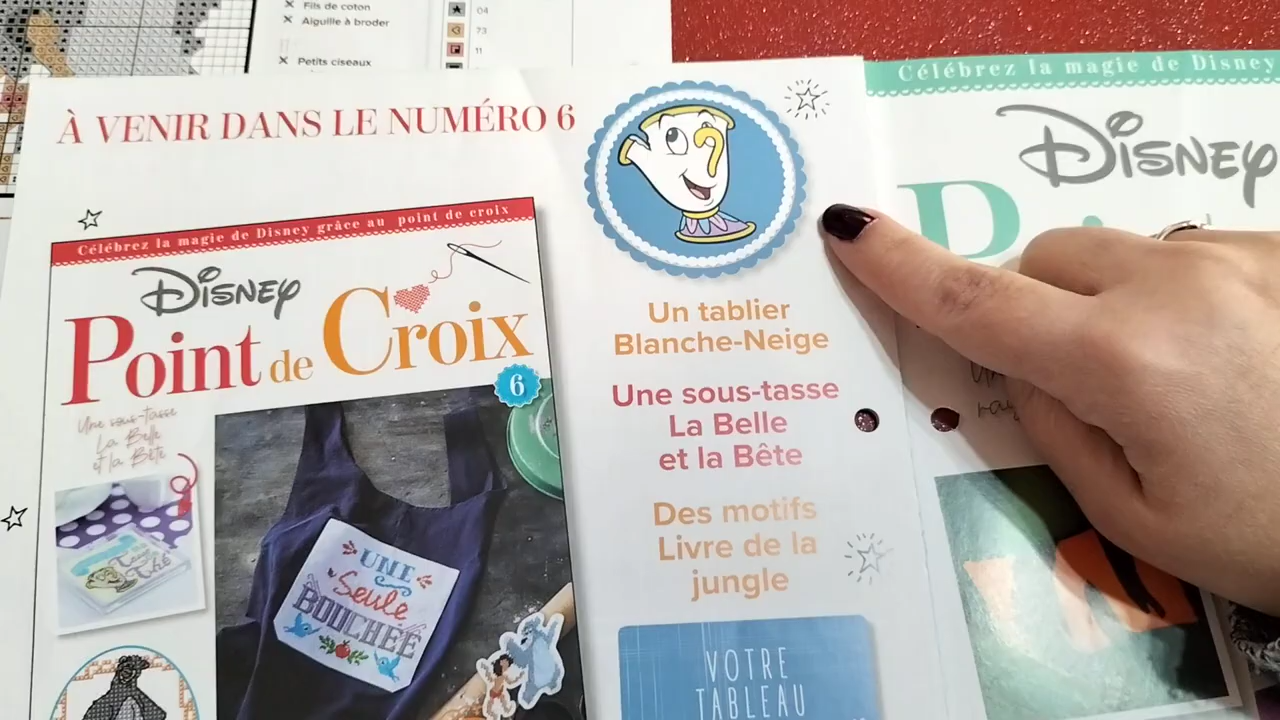 Fils de coton
Aiguille à broder
Petits ciseaux
04
73
11
À VENIR DANS LE NUMÉRO 6
Célébrez la magie de Disney grâce au point de croix
DISNEY
Point de Croix
6
Une sous-tasse
La Belle
et la Bête
UNE
Seule
BOUCHÉE
Un tablier
Blanche-Neige
Une sous-tasse
La Belle
et la Bête
Des motifs
Livre de la
jungle
VOTRE
TABLEAU
Célébrez la magie de Disney
DISNEY